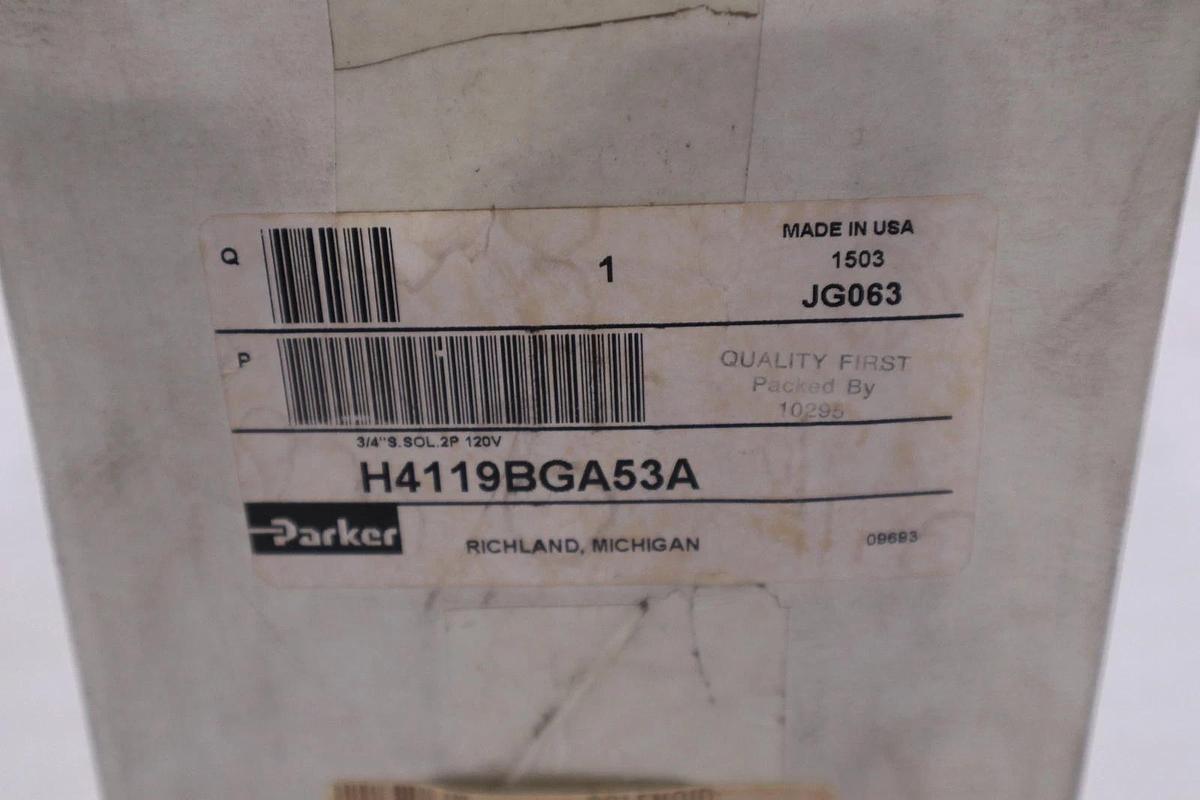 Q
1
MADE IN USA
1503
JG063
P
QUALITY FIRST
Packed By
10295
3/4"S.SOL.2P 120V
H4119BGA53A
Parker
RICHLAND, MICHIGAN
09693